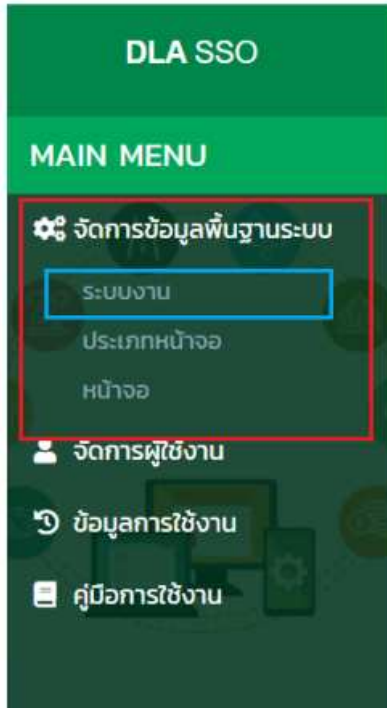 DLA SSO
MAIN MENU
จัดการข้อมูลพื้นฐานระบบ
ระบบงาน
ประเภทหน้าจอ
หน้าจอ
จัดการผู้ใช้งาน
ข้อมูลการใช้งาน
คู่มือการใช้งาน